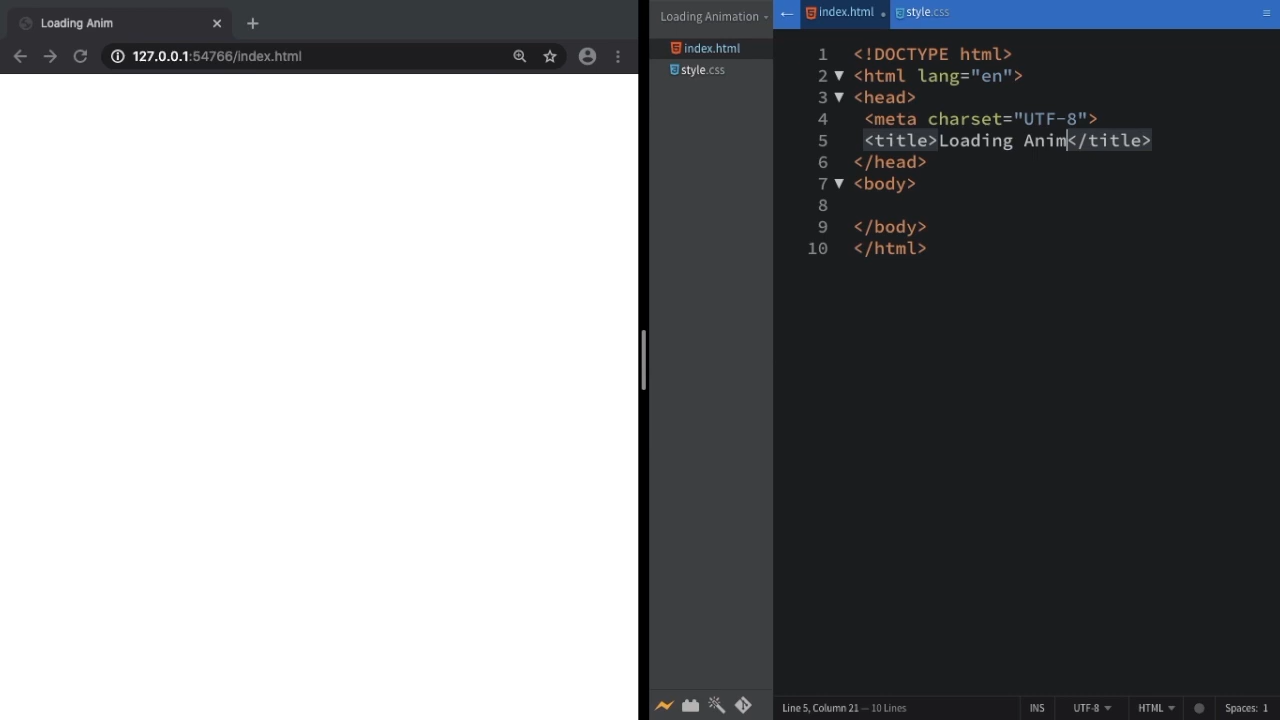 Loading Anim
127.0.0.1:54766/index.html
Loading Animation
index.html
style.css
index.html
style.css
1 <!DOCTYPE html>
2 <html lang="en">
3 <head>
4 <meta charset="UTF-8">
5 <title>Loading Anim</title>
6 </head>
7 <body>
8
9 </body>
10 </html>
Line 5, Column 21 — 10 Lines
INS
UTF-8
HTML
Spaces: 1